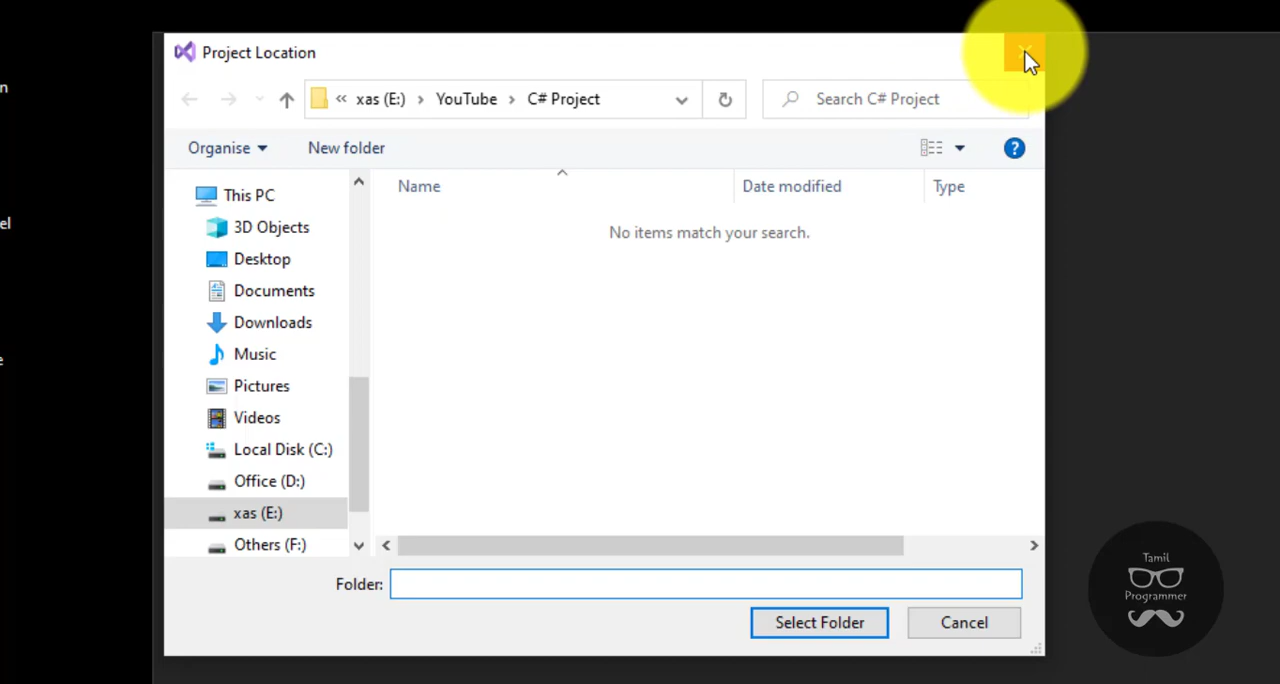 n
el
e
Project Location
« xas (E:) › YouTube › C# Project
Search C# Project
Organise
New folder
?
This PC
3D Objects
Desktop
Documents
Downloads
Music
Pictures
Videos
Local Disk (C:)
Office (D:)
xas (E:)
Others (F:)
Name
Date modified
Type
No items match your search.
Folder:
Select Folder
Cancel
Tamil
Programmer